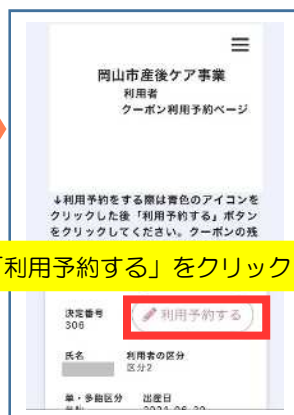 岡山市産後ケア事業
利用者
クーポン利用予約ページ
↓利用予約をする際は青色のアイコンを
クリックした後「利用予約する」ボタン
をクリックしてください。クーポンの残
「利用予約する」をクリック
決定番号
306
利用予約する
氏名
利用者の区分
区分2
単・多胎区分
出産日